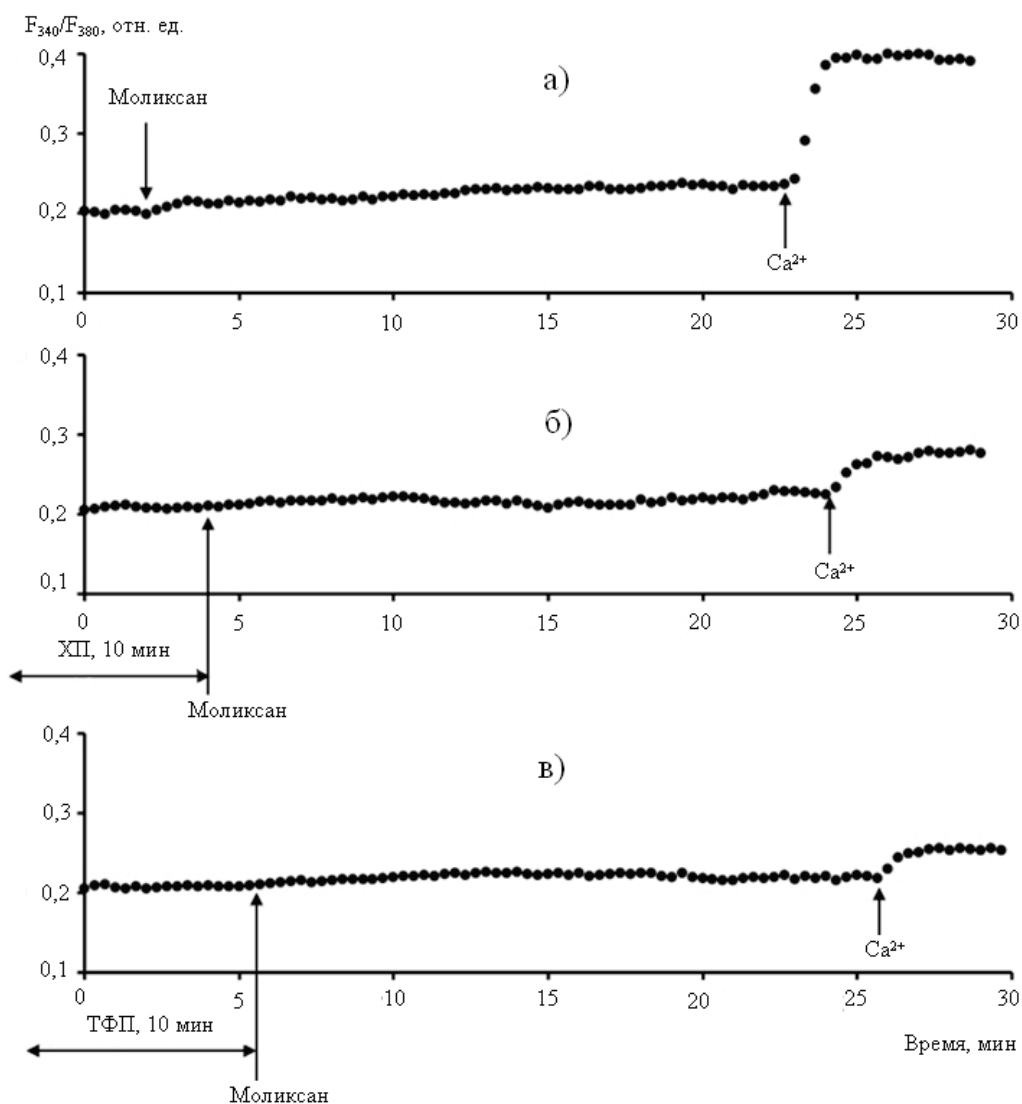 F₃₄₀/F₃₈₀, отн. ед.
0,4
а)
Моликсан
0,3
0,2
Ca²⁺
0,1
0 5 10 15 20 25 30
0,4
0,3
б)
0,2
Ca²⁺
0,1
0 5 10 15 20 25 30
ХП, 10 мин
Моликсан
0,4
в)
0,3
0,2
Ca²⁺
0,1
0 5 10 15 20 25 30
ТФП, 10 мин
Время, мин
Моликсан